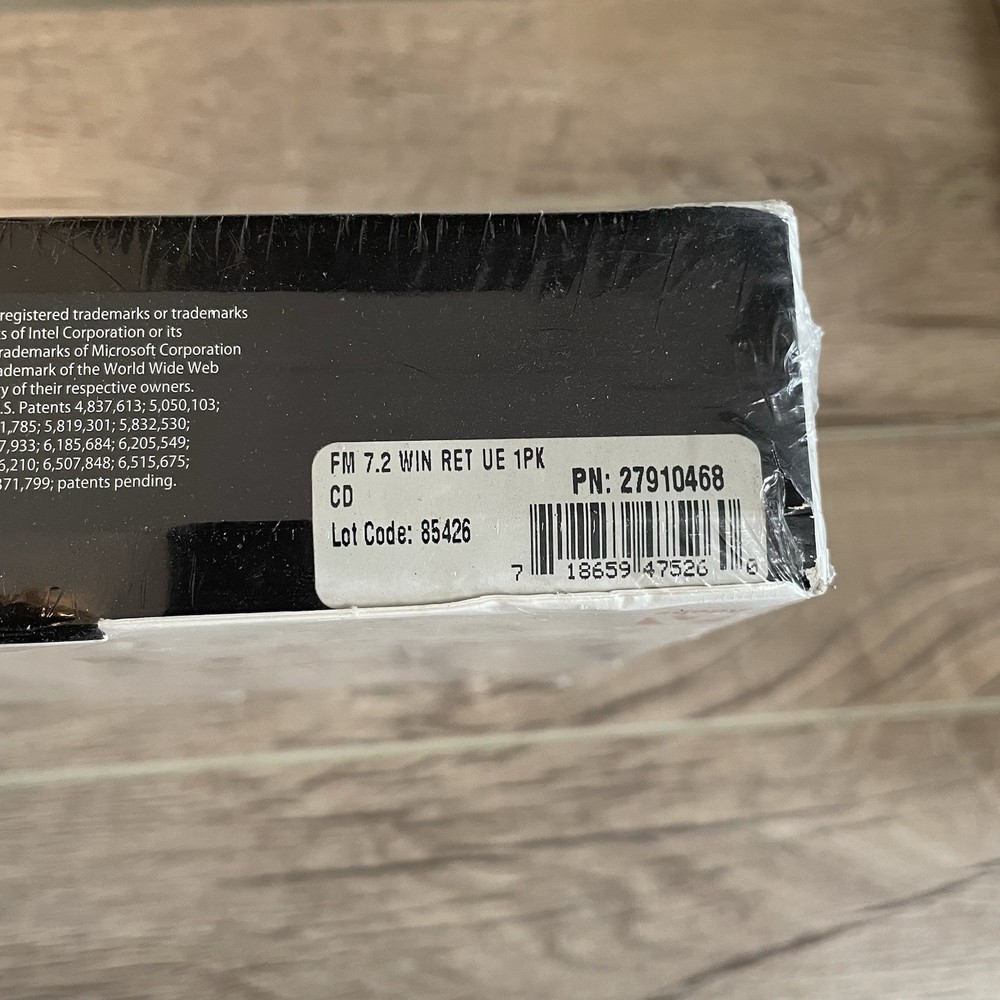 registered trademarks or trademarks
s of Intel Corporation or its
rademarks of Microsoft Corporation
ademark of the World Wide Web
y of their respective owners.
.S. Patents 4,837,613; 5,050,103;
1,785; 5,819,301; 5,832,530;
7,933; 6,185,684; 6,205,549;
6,210; 6,507,848; 6,515,675;
371,799; patents pending.
FM 7.2 WIN RET UE 1PK
CD
PN: 27910468
Lot Code: 85426
7 18659 47526 0